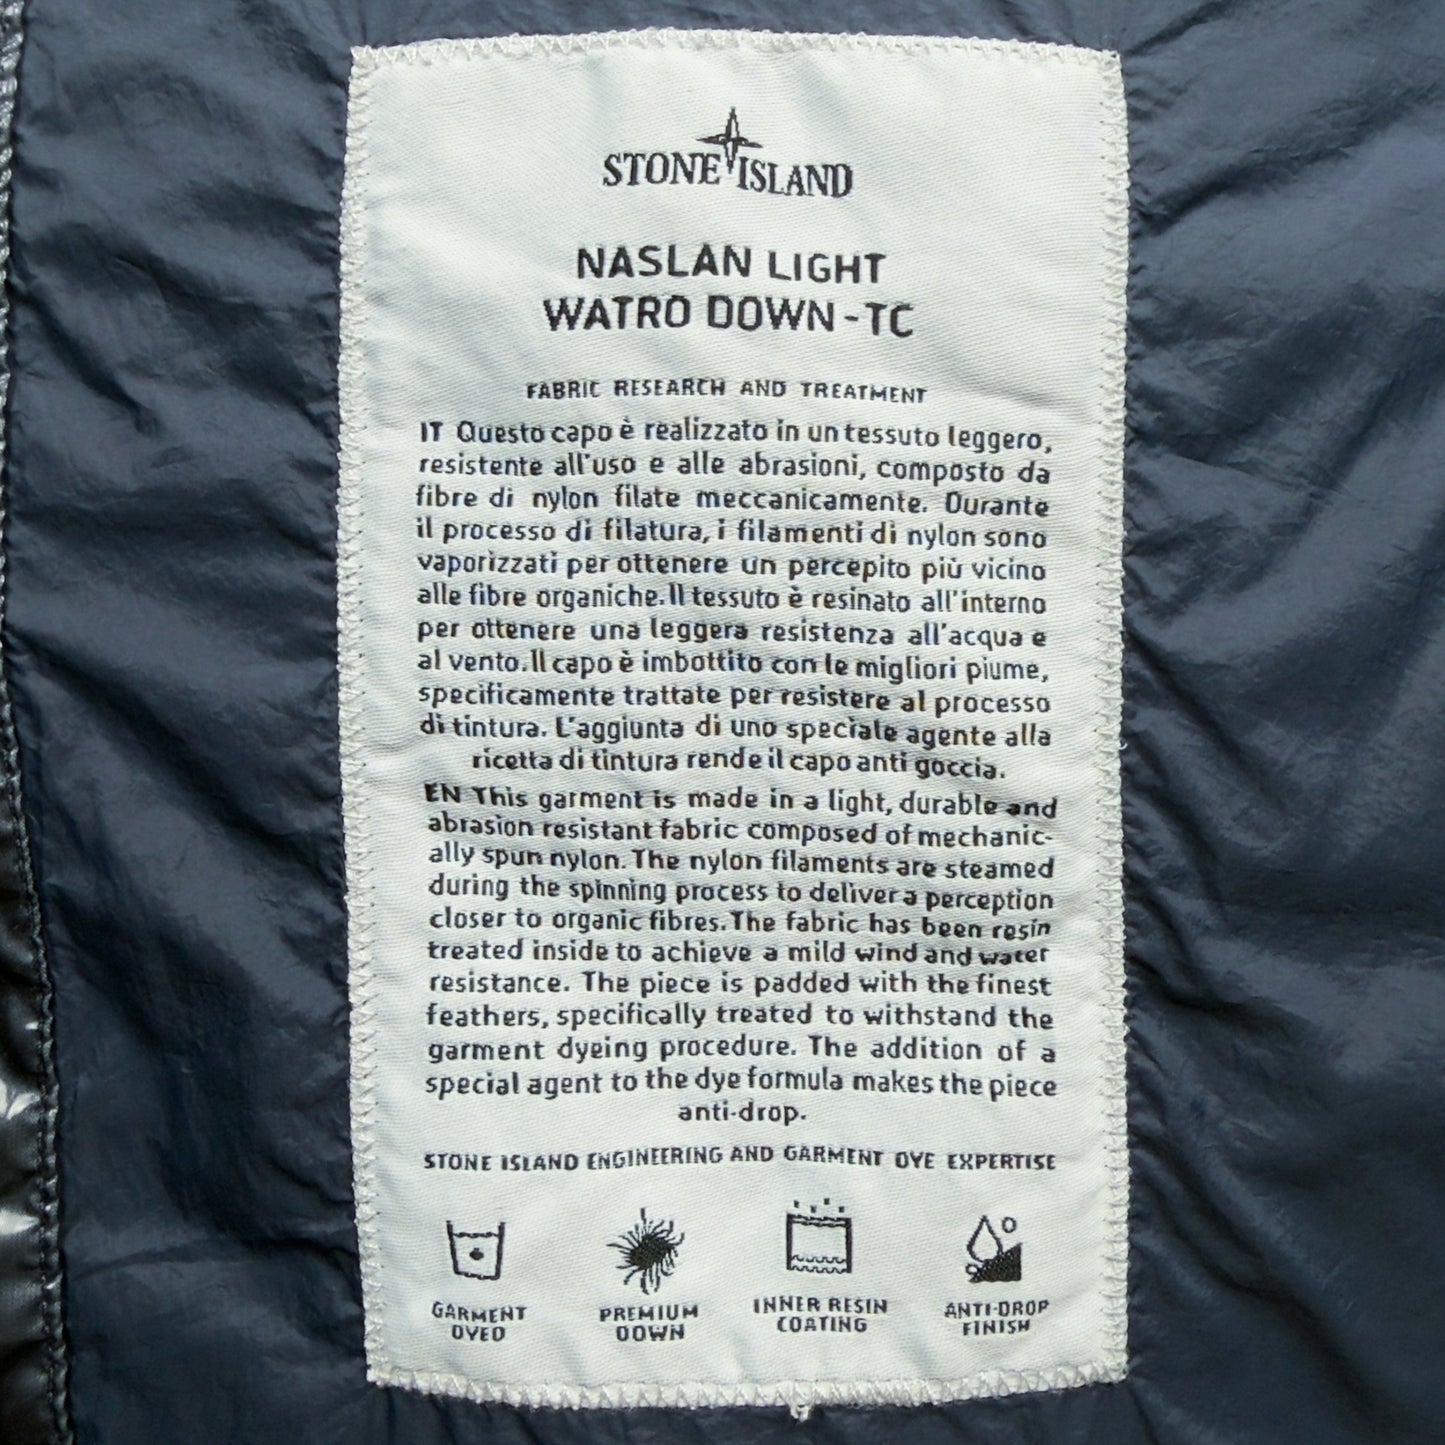 STONE ISLAND
NASLAN LIGHT
WATRO DOWN-TC
FABRIC RESEARCH AND TREATMENT
IT Questo capo è realizzato in un tessuto leggero,
resistente all'uso e alle abrasioni, composto da
fibre di nylon filate meccanicamente. Durante
il processo di filatura, i filamenti di nylon sono
vaporizzati per ottenere un percepito più vicino
alle fibre organiche. Il tessuto è resinato all'interno
per ottenere una leggera resistenza all'acqua e
al vento. Il capo è imbottito con le migliori piume,
specificamente trattate per resistere al processo
di tintura. L'aggiunta di uno speciale agente alla
ricetta di tintura rende il capo anti goccia.
EN This garment is made in a light, durable and
abrasion resistant fabric composed of mechanic-
ally spun nylon. The nylon filaments are steamed
during the spinning process to deliver a perception
closer to organic fibres. The fabric has been resin
treated inside to achieve a mild wind and water
resistance. The piece is padded with the finest
feathers, specifically treated to withstand the
garment dyeing procedure. The addition of a
special agent to the dye formula makes the piece
anti-drop.
STONE ISLAND ENGINEERING AND GARMENT DYE EXPERTISE
GARMENT
DYED
PREMIUM
DOWN
INNER RESIN
COATING
ANTI-DROP
FINISH